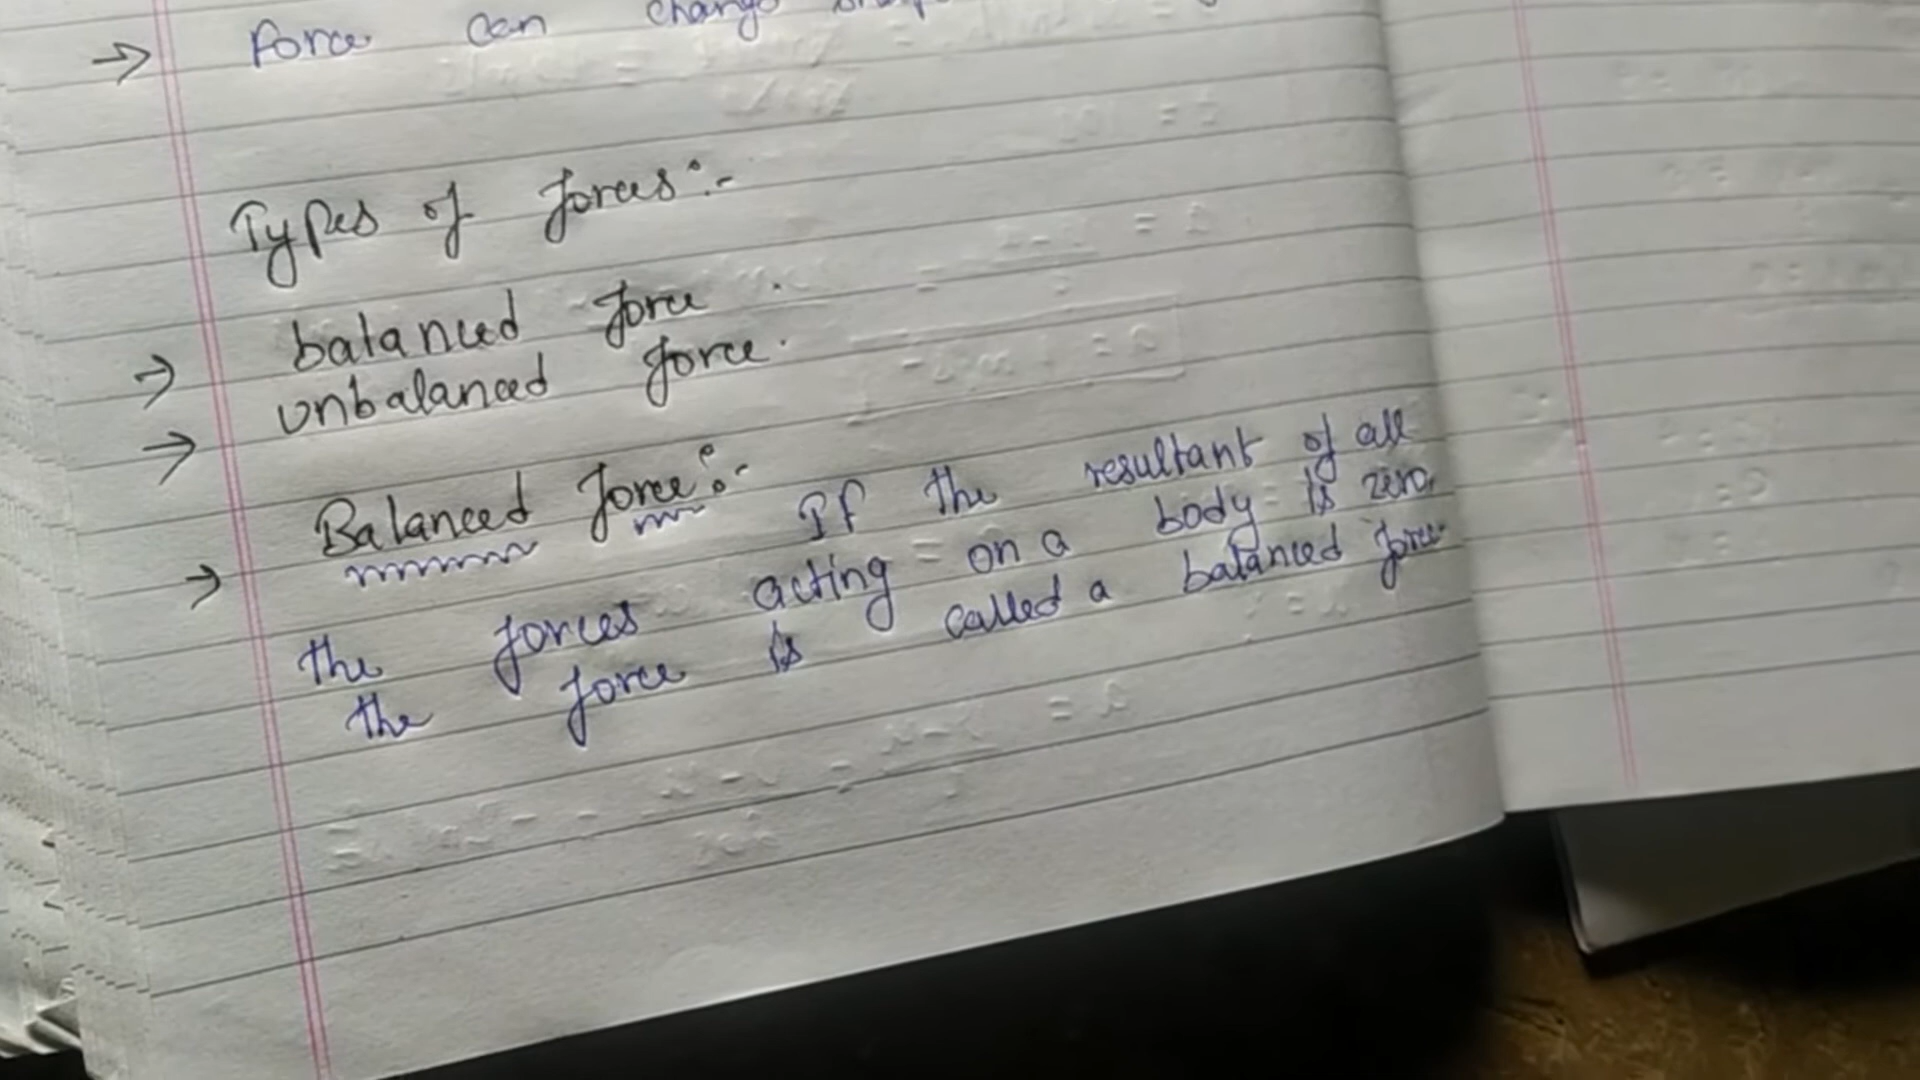 → Force can change
Types of forces:-
→ balanced force
→ unbalanced force.
→ Balanced force:- If the resultant of all
the forces acting on a body is zero,
the force is called a balanced force